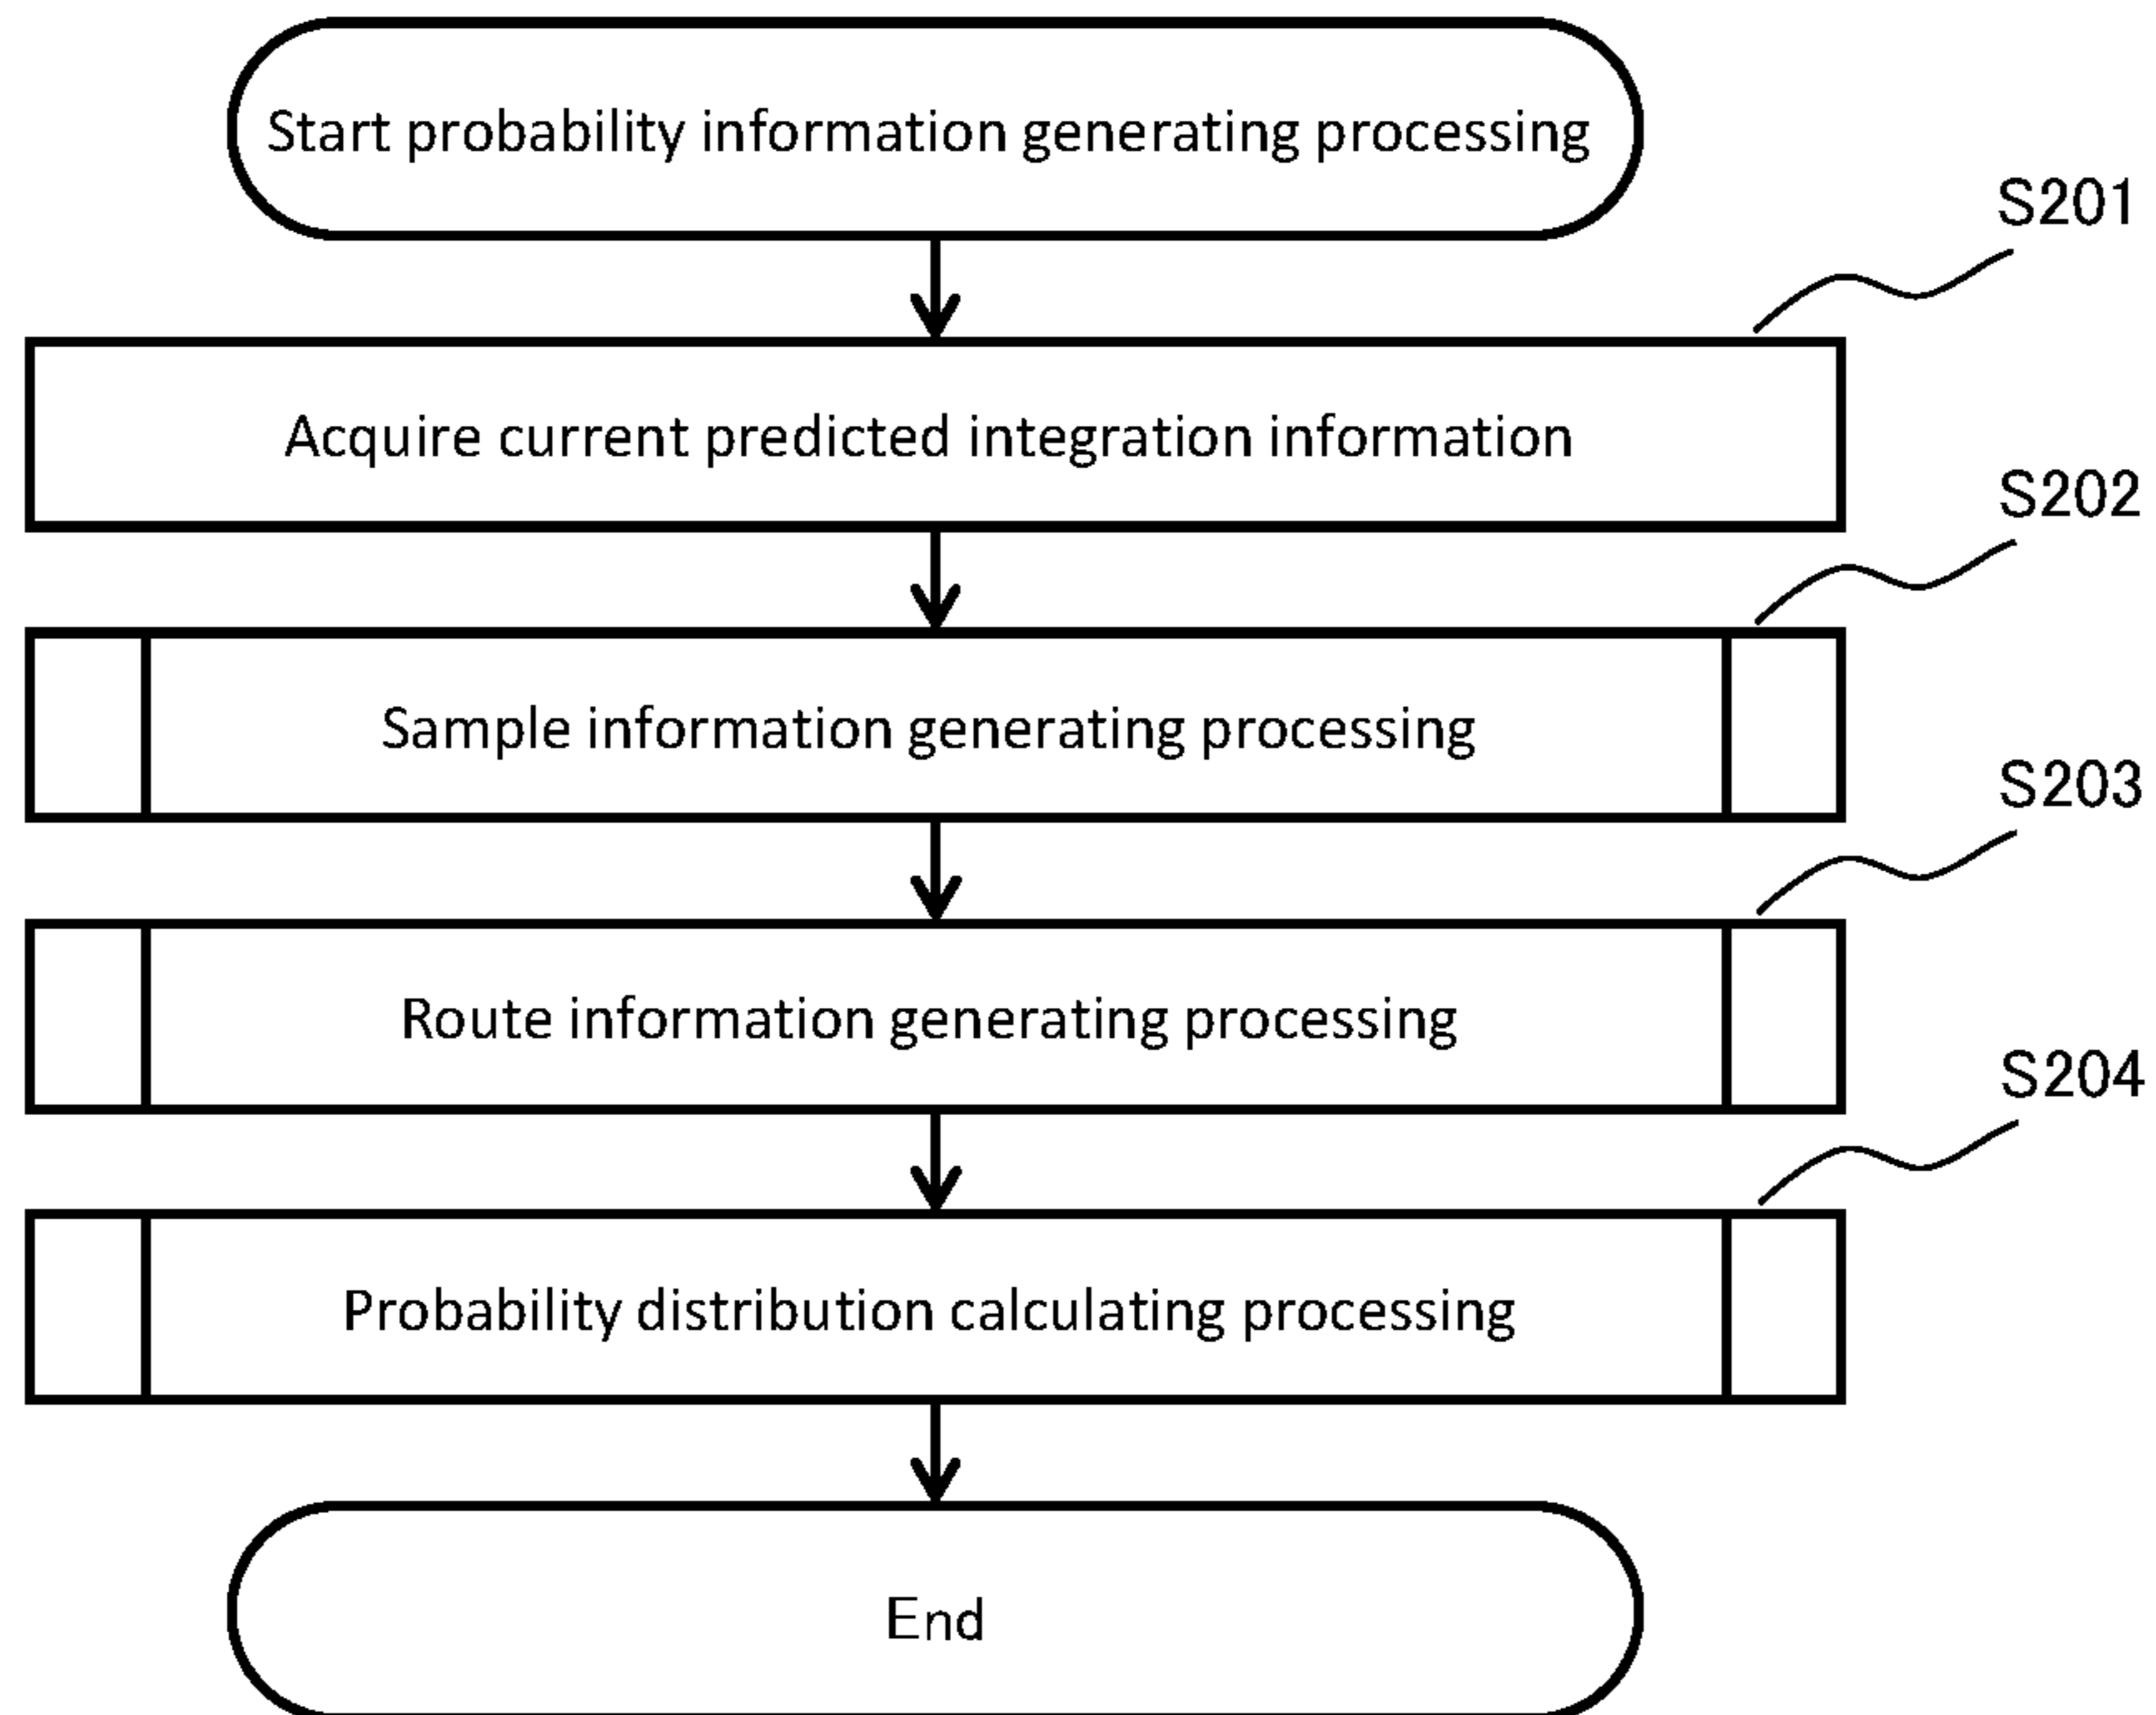 Start probability information generating processing
S201
Acquire current predicted integration information
S202
Sample information generating processing
S203
Route information generating processing
S204
Probability distribution calculating processing
End